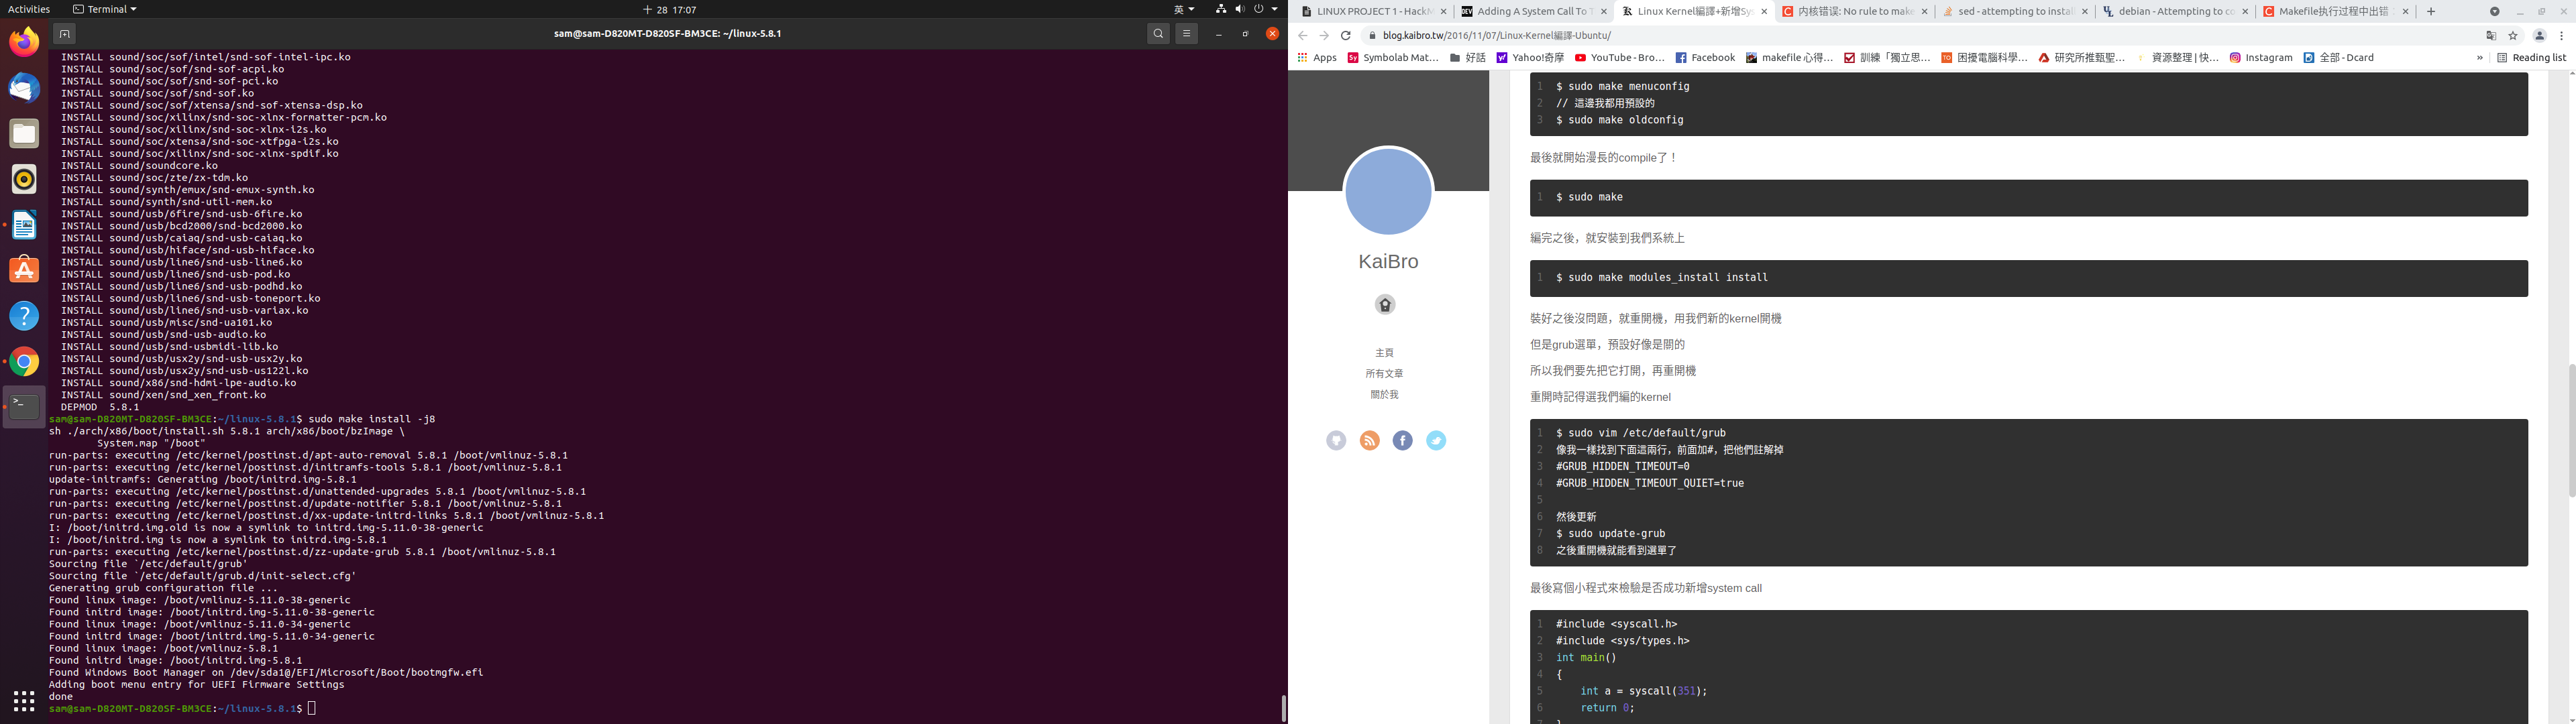 Activities
Terminal
十 28 17:07
英
sam@sam-D820MT-D820SF-BM3CE: ~/linux-5.8.1
INSTALL sound/soc/sof/intel/snd-sof-intel-ipc.ko
INSTALL sound/soc/sof/snd-sof-acpi.ko
INSTALL sound/soc/sof/snd-sof-pci.ko
INSTALL sound/soc/sof/snd-sof.ko
INSTALL sound/soc/sof/xtensa/snd-sof-xtensa-dsp.ko
INSTALL sound/soc/xilinx/snd-soc-xlnx-formatter-pcm.ko
INSTALL sound/soc/xilinx/snd-soc-xlnx-i2s.ko
INSTALL sound/soc/xtensa/snd-soc-xtfpga-i2s.ko
INSTALL sound/soc/xilinx/snd-soc-xlnx-spdif.ko
INSTALL sound/soundcore.ko
INSTALL sound/soc/zte/zx-tdm.ko
INSTALL sound/synth/emux/snd-emux-synth.ko
INSTALL sound/synth/snd-util-mem.ko
INSTALL sound/usb/6fire/snd-usb-6fire.ko
INSTALL sound/usb/bcd2000/snd-bcd2000.ko
INSTALL sound/usb/caiaq/snd-usb-caiaq.ko
INSTALL sound/usb/hiface/snd-usb-hiface.ko
INSTALL sound/usb/line6/snd-usb-line6.ko
INSTALL sound/usb/line6/snd-usb-pod.ko
INSTALL sound/usb/line6/snd-usb-podhd.ko
INSTALL sound/usb/line6/snd-usb-toneport.ko
INSTALL sound/usb/line6/snd-usb-variax.ko
INSTALL sound/usb/misc/snd-ua101.ko
INSTALL sound/usb/snd-usb-audio.ko
INSTALL sound/usb/snd-usbmidi-lib.ko
INSTALL sound/usb/usx2y/snd-usb-usx2y.ko
INSTALL sound/usb/usx2y/snd-usb-us122l.ko
INSTALL sound/x86/snd-hdmi-lpe-audio.ko
INSTALL sound/xen/snd_xen_front.ko
DEPMOD 5.8.1
sam@sam-D820MT-D820SF-BM3CE:~/linux-5.8.1$ sudo make install -j8
sh ./arch/x86/boot/install.sh 5.8.1 arch/x86/boot/bzImage \
System.map "/boot"
run-parts: executing /etc/kernel/postinst.d/apt-auto-removal 5.8.1 /boot/vmlinuz-5.8.1
run-parts: executing /etc/kernel/postinst.d/initramfs-tools 5.8.1 /boot/vmlinuz-5.8.1
update-initramfs: Generating /boot/initrd.img-5.8.1
run-parts: executing /etc/kernel/postinst.d/unattended-upgrades 5.8.1 /boot/vmlinuz-5.8.1
run-parts: executing /etc/kernel/postinst.d/update-notifier 5.8.1 /boot/vmlinuz-5.8.1
run-parts: executing /etc/kernel/postinst.d/xx-update-initrd-links 5.8.1 /boot/vmlinuz-5.8.1
I: /boot/initrd.img.old is now a symlink to initrd.img-5.11.0-38-generic
I: /boot/initrd.img is now a symlink to initrd.img-5.8.1
run-parts: executing /etc/kernel/postinst.d/zz-update-grub 5.8.1 /boot/vmlinuz-5.8.1
Sourcing file `/etc/default/grub'
Sourcing file `/etc/default/grub.d/init-select.cfg'
Generating grub configuration file ...
Found linux image: /boot/vmlinuz-5.11.0-38-generic
Found initrd image: /boot/initrd.img-5.11.0-38-generic
Found linux image: /boot/vmlinuz-5.11.0-34-generic
Found initrd image: /boot/initrd.img-5.11.0-34-generic
Found linux image: /boot/vmlinuz-5.8.1
Found initrd image: /boot/initrd.img-5.8.1
Found Windows Boot Manager on /dev/sda1@/EFI/Microsoft/Boot/bootmgfw.efi
Adding boot menu entry for UEFI Firmware Settings
done
sam@sam-D820MT-D820SF-BM3CE:~/linux-5.8.1$
LINUX PROJECT 1 - HackM
Adding A System Call To T
Linux Kernel編譯+新增Sys
内核错误: No rule to make
sed - attempting to install
debian - Attempting to co
Makefile执行过程中出错
blog.kaibro.tw/2016/11/07/Linux-Kernel編譯-Ubuntu/
Apps
Symbolab Mat…
好話
Yahoo!奇摩
YouTube - Bro…
Facebook
makefile 心得…
訓練「獨立思…
困擾電腦科學…
研究所推甄聖…
資源整理 | 快…
Instagram
全部 - Dcard
»
Reading list
KaiBro
主頁
所有文章
關於我
1 $ sudo make menuconfig
2 // 這邊我都用預設的
3 $ sudo make oldconfig
最後就開始漫長的compile了！
1 $ sudo make
編完之後，就安裝到我們系統上
1 $ sudo make modules_install install
裝好之後沒問題，就重開機，用我們新的kernel開機
但是grub選單，預設好像是關的
所以我們要先把它打開，再重開機
重開時記得選我們編的kernel
1 $ sudo vim /etc/default/grub
2 像我一樣找到下面這兩行，前面加#，把他們註解掉
3 #GRUB_HIDDEN_TIMEOUT=0
4 #GRUB_HIDDEN_TIMEOUT_QUIET=true
5
6 然後更新
7 $ sudo update-grub
8 之後重開機就能看到選單了
最後寫個小程式來檢驗是否成功新增system call
1 #include <syscall.h>
2 #include <sys/types.h>
3 int main()
4 {
5 int a = syscall(351);
6 return 0;
7 }